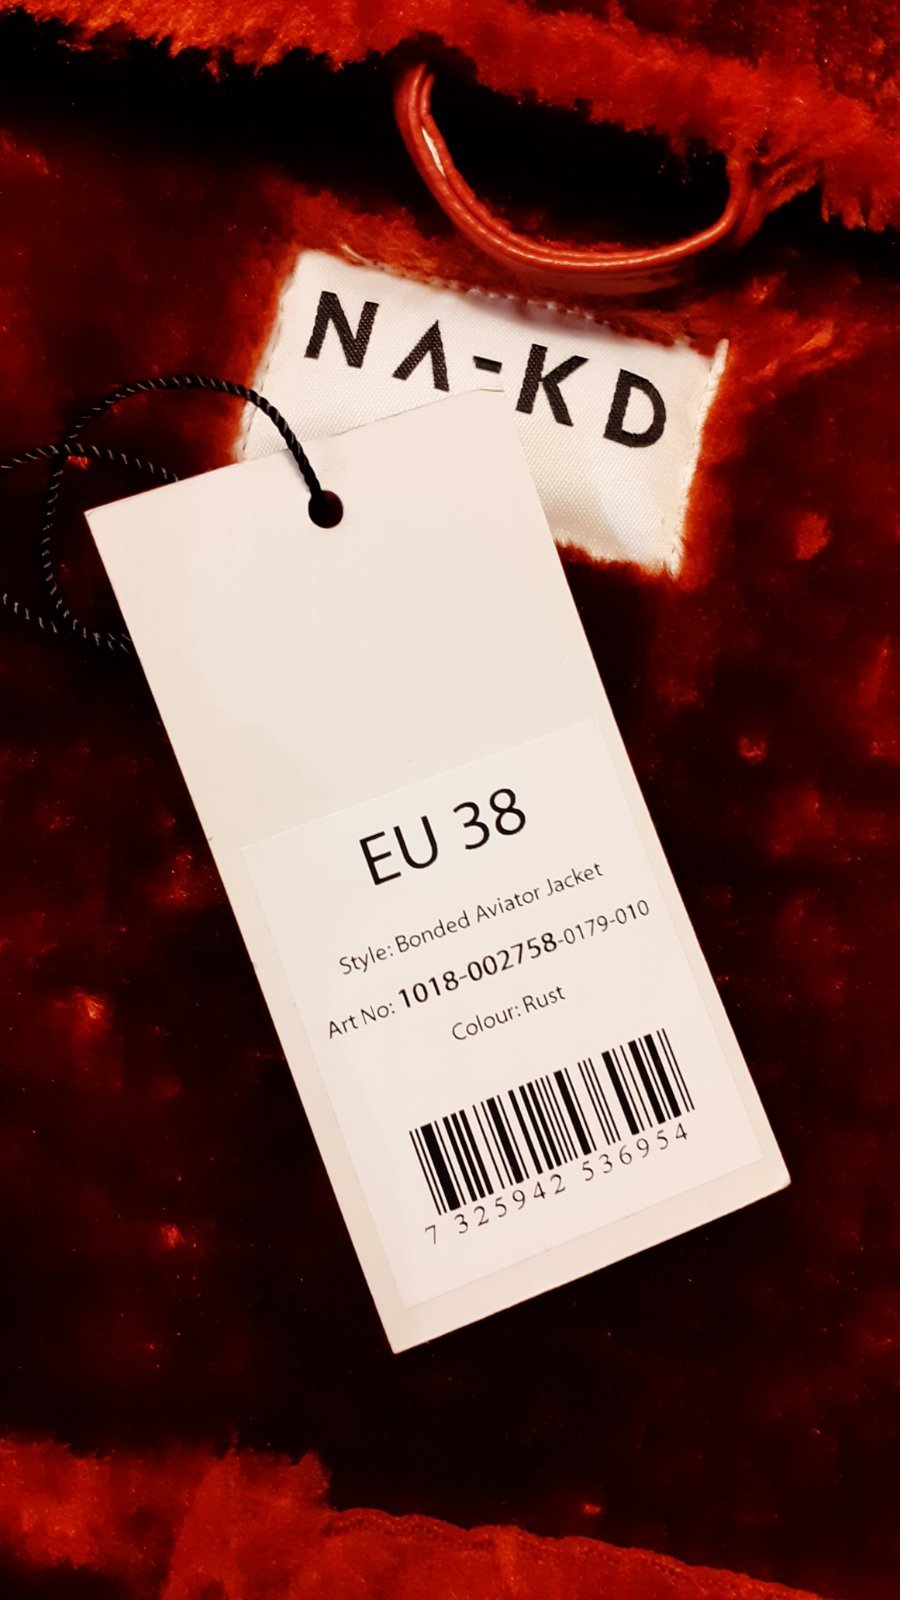 NA-KD
EU 38
Style: Bonded Aviator Jacket
Art No: 1018-002758-0179-010
Colour: Rust
7 325942 536954